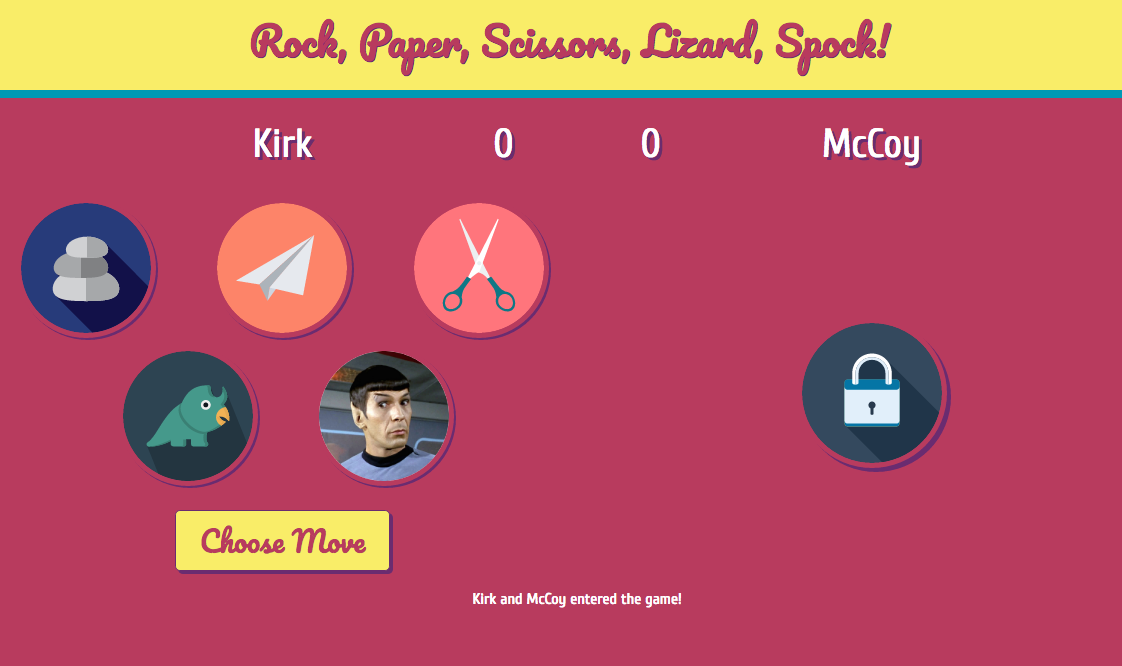 Rock, Paper, Scissors, Lizard, Spock!
Kirk 0 0 McCoy
Choose Move
Kirk and McCoy entered the game!